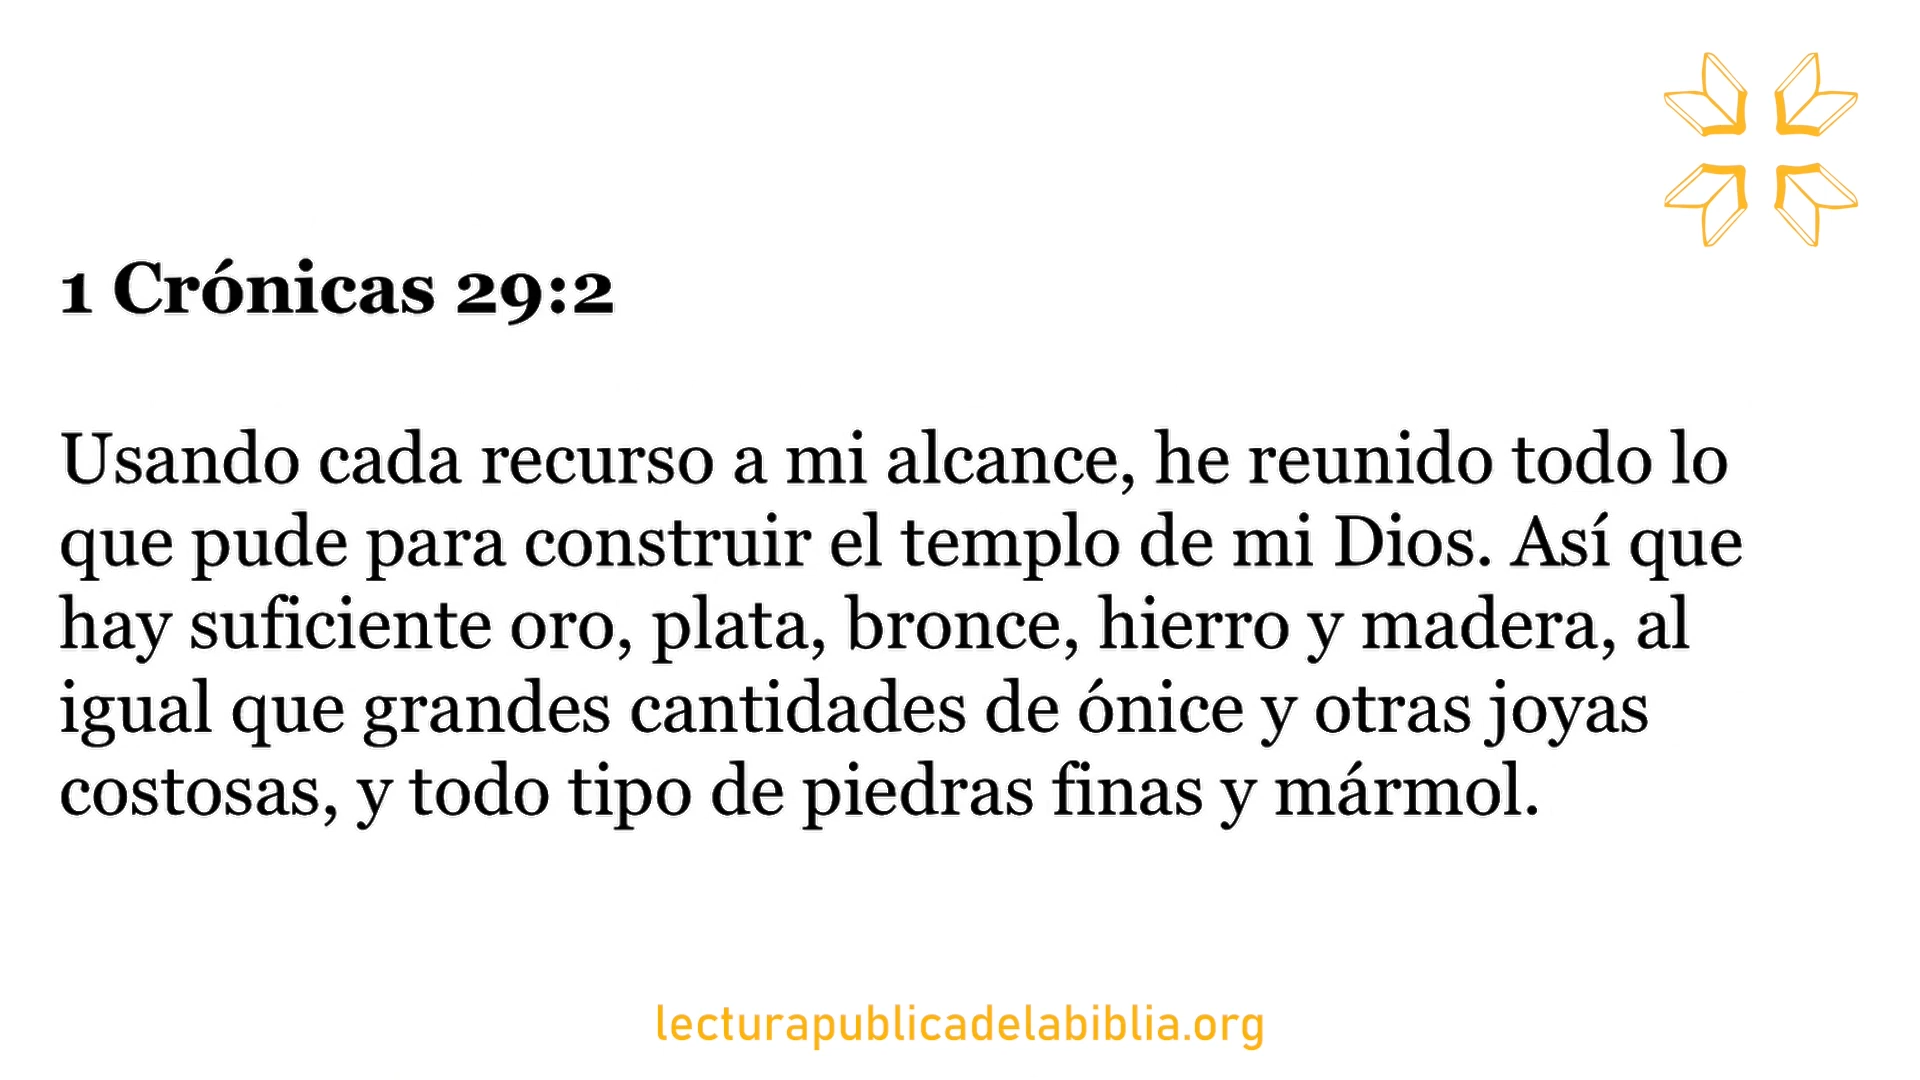 1 Crónicas 29:2
Usando cada recurso a mi alcance, he reunido todo lo
que pude para construir el templo de mi Dios. Así que
hay suficiente oro, plata, bronce, hierro y madera, al
igual que grandes cantidades de ónice y otras joyas
costosas, y todo tipo de piedras finas y mármol.
lecturapublicadelabiblia.org